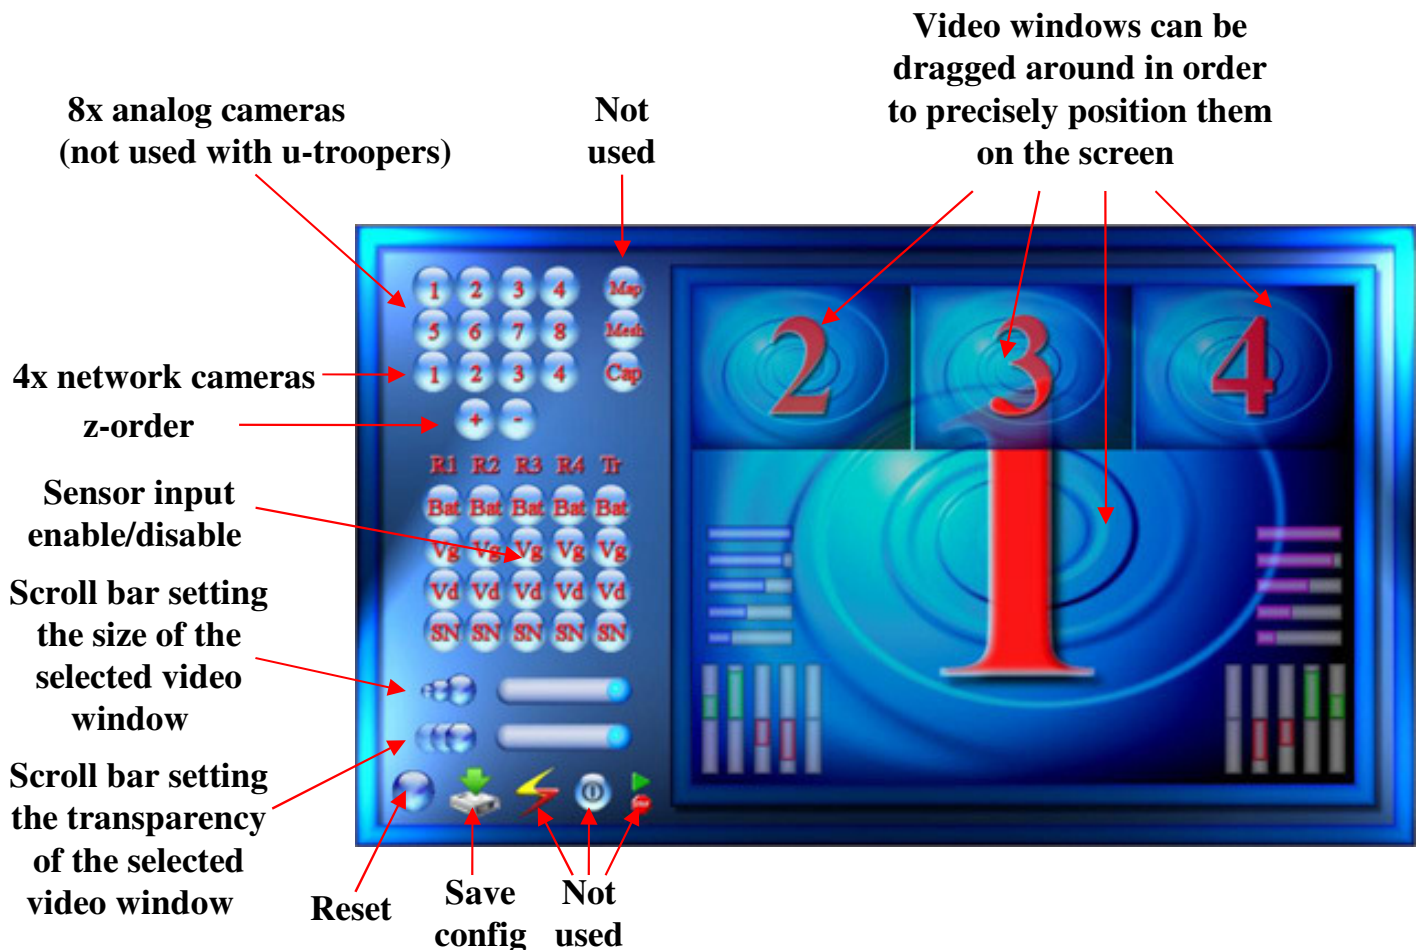 Video windows can be
dragged around in order
to precisely position them
on the screen
8x analog cameras
(not used with u-troopers)
Not
used
4x network cameras
z-order
Sensor input
enable/disable
Scroll bar setting
the size of the
selected video
window
Scroll bar setting
the transparency
of the selected
video window
Reset
Save
config
Not
used
1 2 3 4 Map
5 6 7 8 Mesh
1 2 3 4 Cap
+ -
R1 R2 R3 R4 Tr
Bat Bat Bat Bat Bat
Vg Vg Vg Vg Vg
Vd Vd Vd Vd Vd
SN SN SN SN SN
2 3 4
1